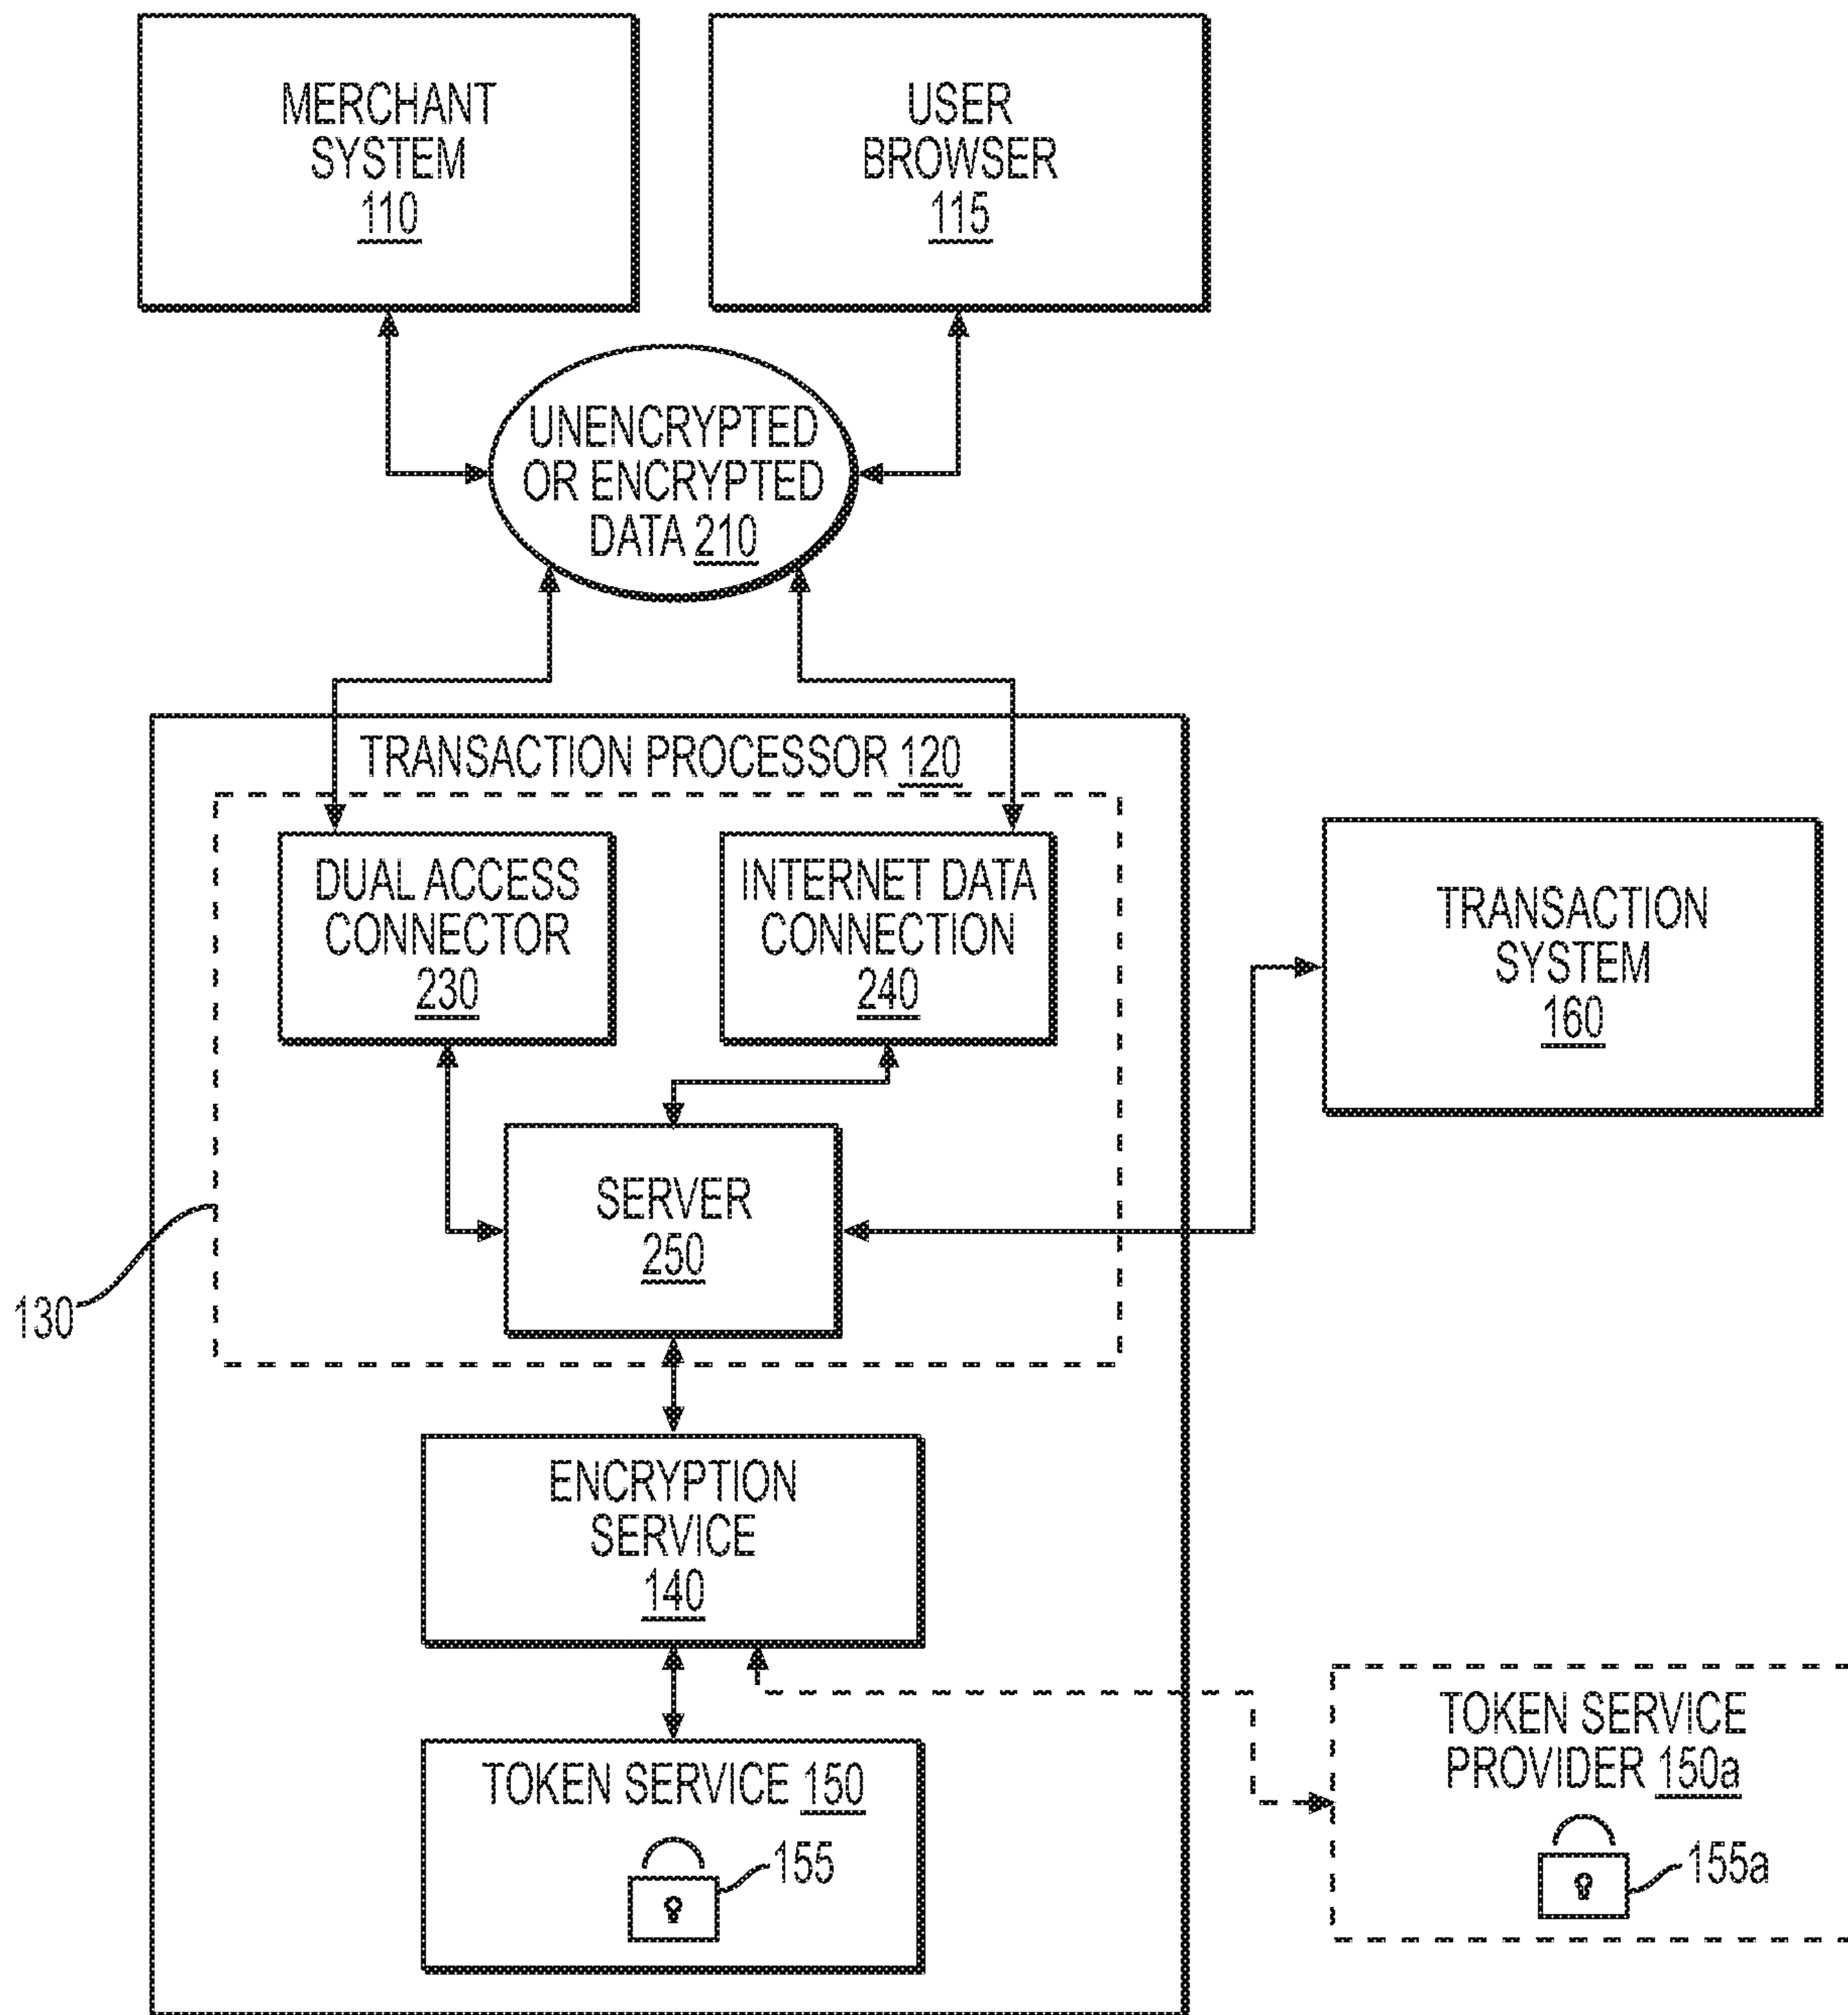 MERCHANT
SYSTEM
110
USER
BROWSER
115
UNENCRYPTED
OR ENCRYPTED
DATA 210
TRANSACTION PROCESSOR 120
DUAL ACCESS
CONNECTOR
230
INTERNET DATA
CONNECTION
240
TRANSACTION
SYSTEM
160
SERVER
250
130
ENCRYPTION
SERVICE
140
TOKEN SERVICE 150
155
TOKEN SERVICE
PROVIDER 150a
155a